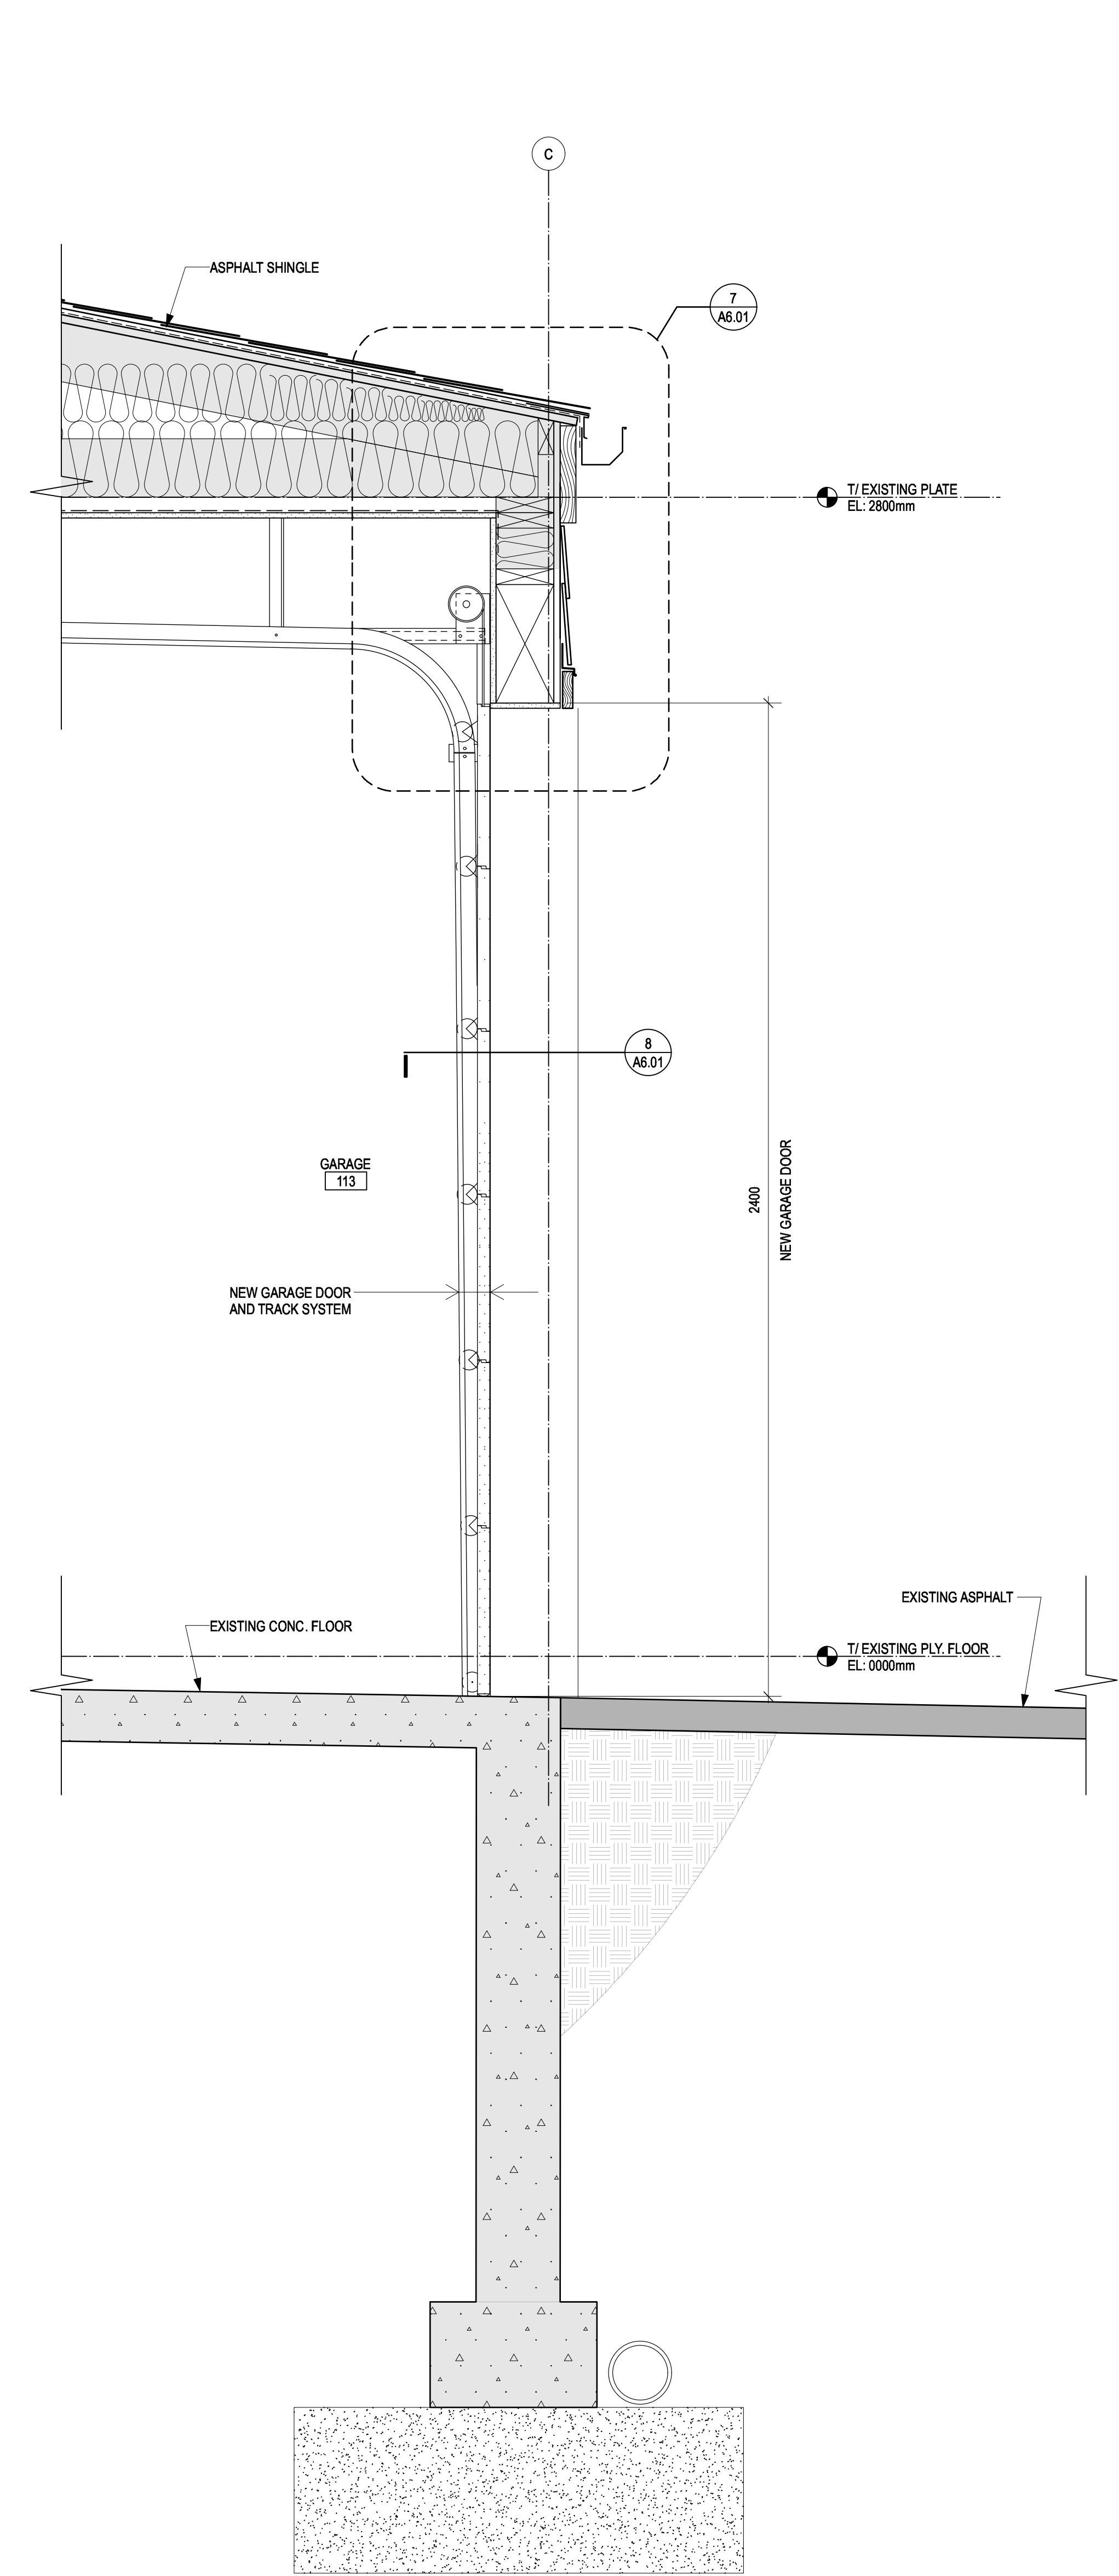 C
ASPHALT SHINGLE
7
A6.01
T/ EXISTING PLATE
EL: 2800mm
8
A6.01
GARAGE
113
2400
NEW GARAGE DOOR
NEW GARAGE DOOR
AND TRACK SYSTEM
EXISTING ASPHALT
EXISTING CONC. FLOOR
T/ EXISTING PLY. FLOOR
EL: 0000mm